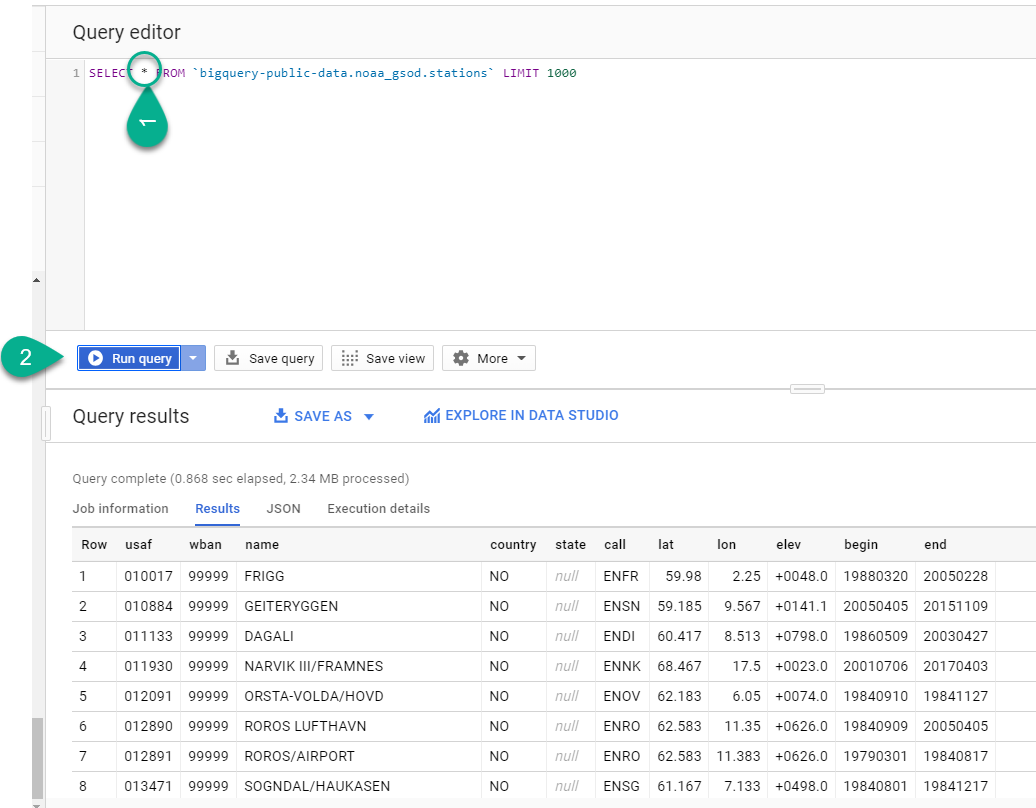 Query editor
1 SELECT * FROM `bigquery-public-data.noaa_gsod.stations` LIMIT 1000
1
2
Run query Save query Save view More
Query results SAVE AS EXPLORE IN DATA STUDIO
Query complete (0.868 sec elapsed, 2.34 MB processed)
Job information Results JSON Execution details
Row usaf wban name country state call lat lon elev begin end
1 010017 99999 FRIGG NO null ENFR 59.98 2.25 +0048.0 19880320 20050228
2 010884 99999 GEITERYGGEN NO null ENSN 59.185 9.567 +0141.1 20050405 20151109
3 011133 99999 DAGALI NO null ENDI 60.417 8.513 +0798.0 19860509 20030427
4 011930 99999 NARVIK III/FRAMNES NO null ENNK 68.467 17.5 +0023.0 20010706 20170403
5 012091 99999 ORSTA-VOLDA/HOVD NO null ENOV 62.183 6.05 +0074.0 19840910 19841127
6 012890 99999 ROROS LUFTHAVN NO null ENRO 62.583 11.35 +0626.0 19840909 20050405
7 012891 99999 ROROS/AIRPORT NO null ENRO 62.583 11.383 +0626.0 19790301 19840817
8 013471 99999 SOGNDAL/HAUKASEN NO null ENSG 61.167 7.133 +0498.0 19840801 19841217